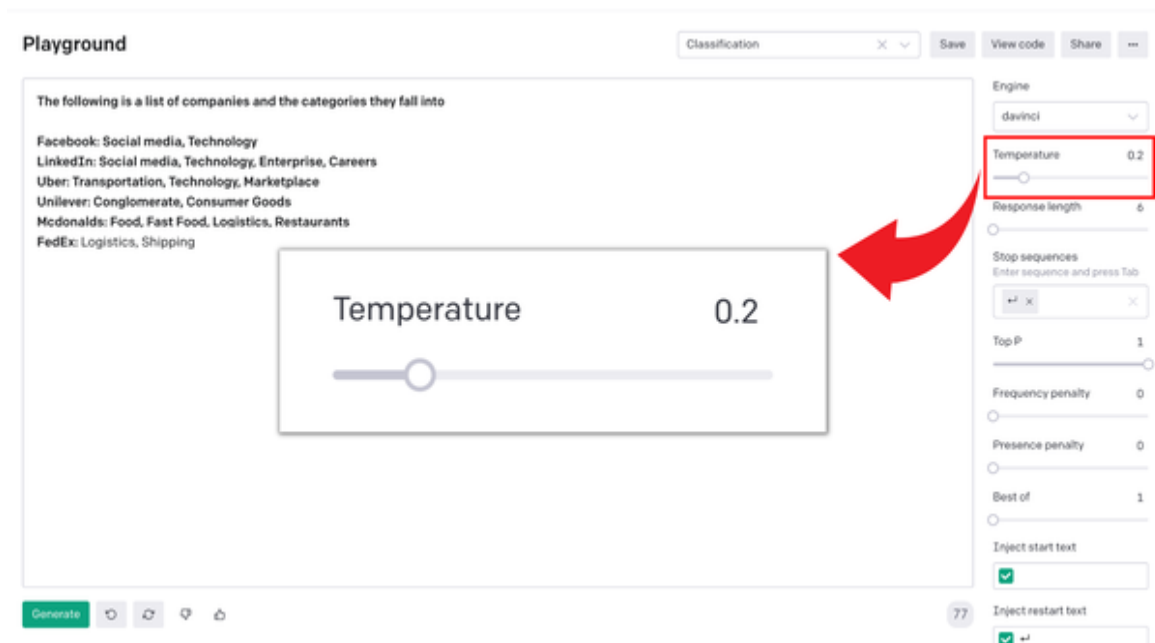 Playground
Classification
Save
View code
Share
The following is a list of companies and the categories they fall into
Facebook: Social media, Technology
LinkedIn: Social media, Technology, Enterprise, Careers
Uber: Transportation, Technology, Marketplace
Unilever: Conglomerate, Consumer Goods
Mcdonalds: Food, Fast Food, Logistics, Restaurants
FedEx: Logistics, Shipping
Temperature 0.2
Engine
davinci
Temperature 0.2
Response length 6
Stop sequences
Enter sequence and press Tab
↵
Top P 1
Frequency penalty 0
Presence penalty 0
Best of 1
Inject start text
Inject restart text
↵
Generate
77